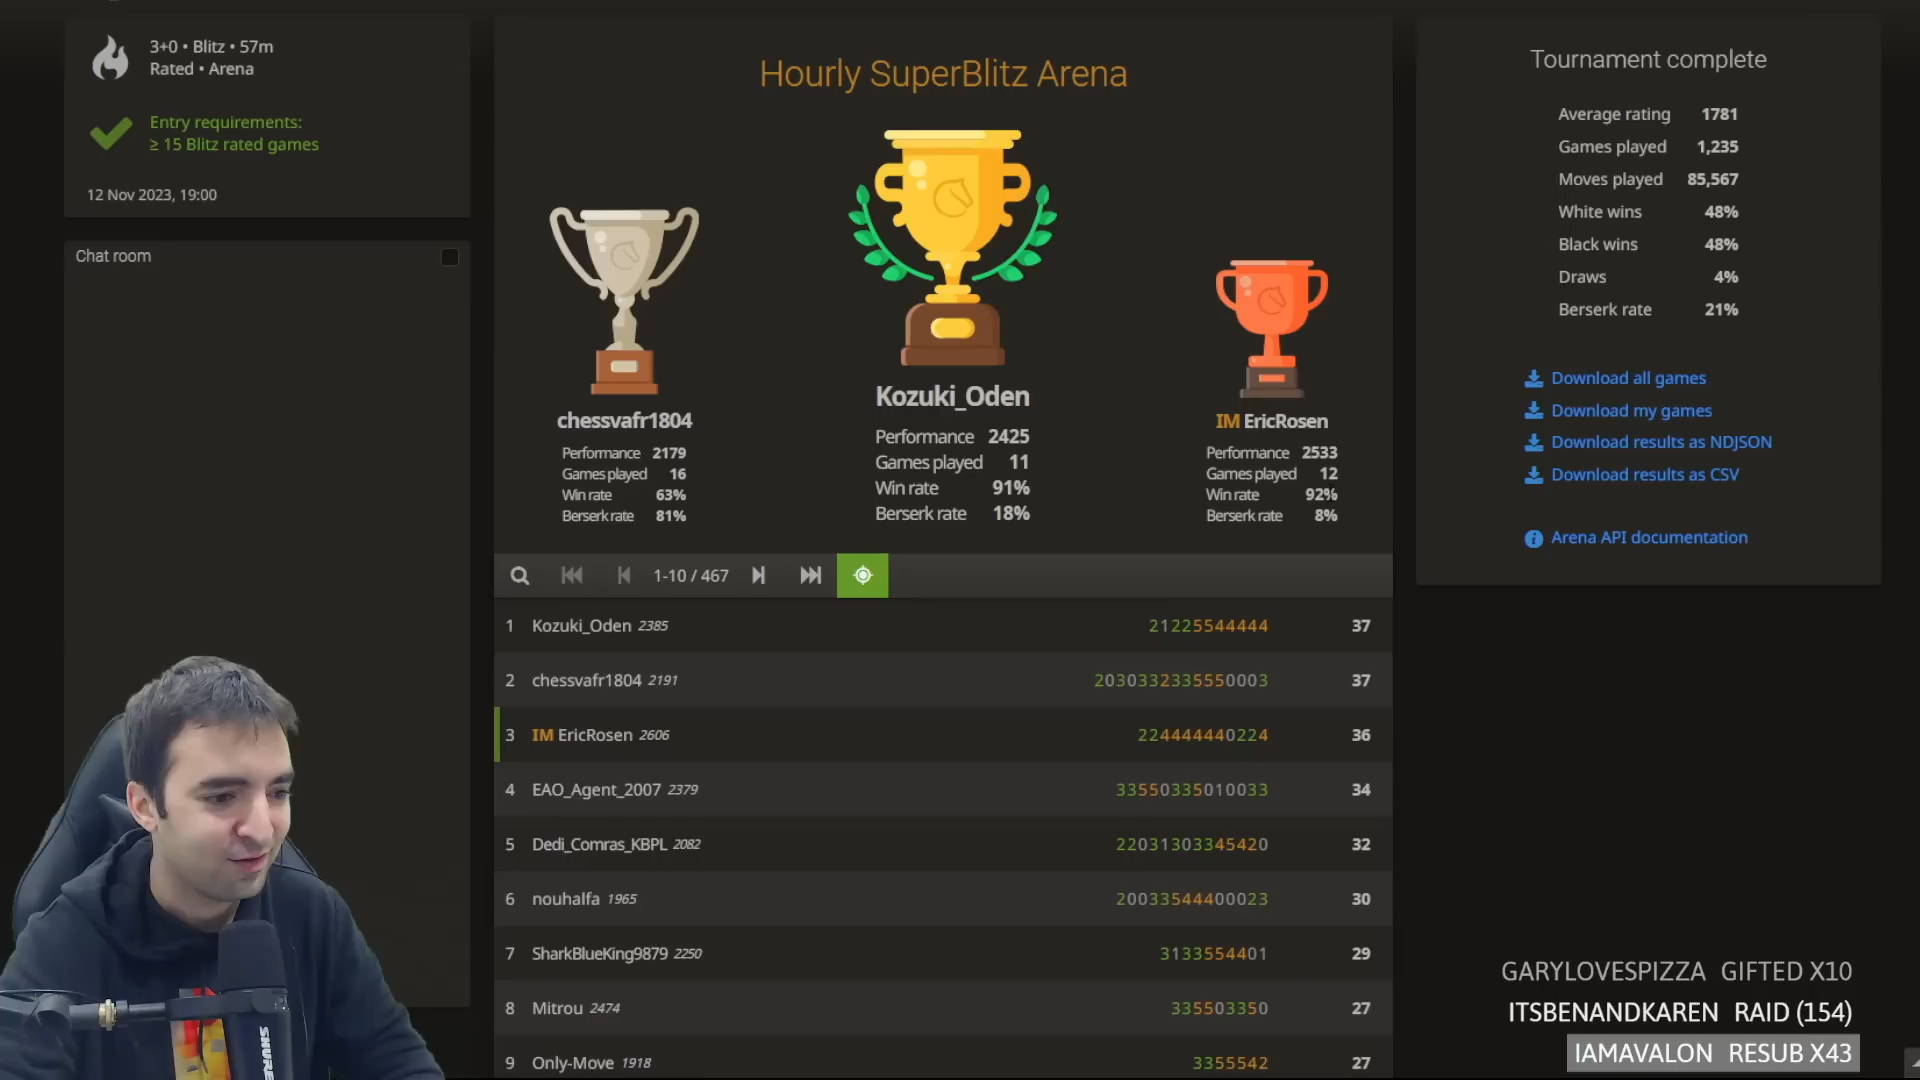 3+0 • Blitz • 57m
Rated • Arena
Entry requirements:
≥ 15 Blitz rated games
12 Nov 2023, 19:00
Chat room
Hourly SuperBlitz Arena
chessvafr1804
Performance 2179
Games played 16
Win rate 63%
Berserk rate 81%
Kozuki_Oden
Performance 2425
Games played 11
Win rate 91%
Berserk rate 18%
IM EricRosen
Performance 2533
Games played 12
Win rate 92%
Berserk rate 8%
1-10 / 467
1 Kozuki_Oden 2385 21225544444 37
2 chessvafr1804 2191 2030332335550003 37
3 IM EricRosen 2606 224444440224 36
4 EAO_Agent_2007 2379 33550335010033 34
5 Dedi_Comras_KBPL 2082 22031303345420 32
6 nouhalfa 1965 20033544400023 30
7 SharkBlueKing9879 2250 3133554401 29
8 Mitrou 2474 335503350 27
9 Only-Move 1918 3355542 27
Tournament complete
Average rating 1781
Games played 1,235
Moves played 85,567
White wins 48%
Black wins 48%
Draws 4%
Berserk rate 21%
Download all games
Download my games
Download results as NDJSON
Download results as CSV
Arena API documentation
GARYLOVESPIZZA GIFTED X10
ITSBENANDKAREN RAID (154)
IAMAVALON RESUB X43
SHURE